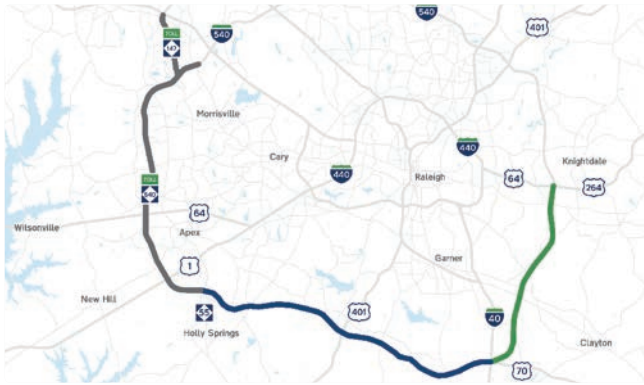 540
540
401
TOLL
147
Morrisville
Cary
440
440
Knightdale
Raleigh
64
264
TOLL
540
64
Wilsonville
Apex
Garner
1
New Hill
55
Holly Springs
401
40
Clayton
70